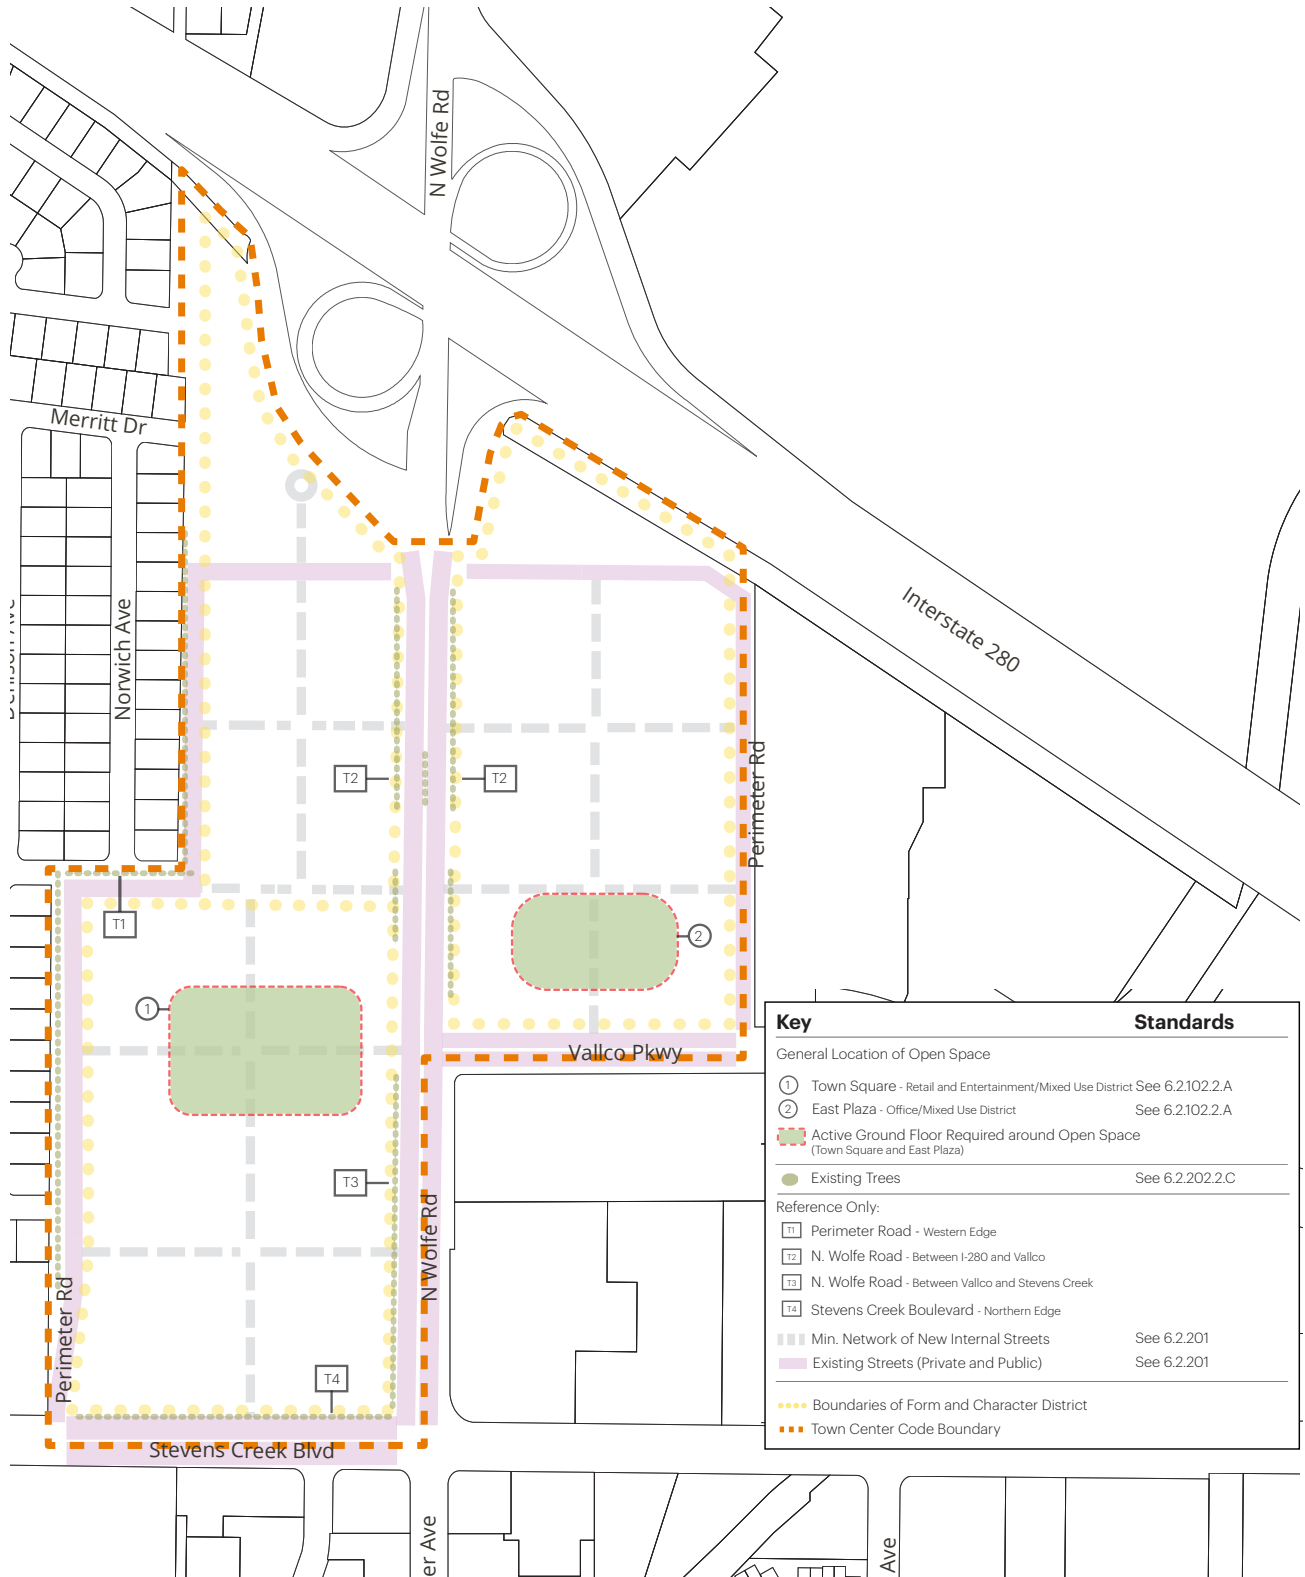 N Wolfe Rd
Merritt Dr
Norwich Ave
Interstate 280
T2
T2
Perimeter Rd
T1
2
1
Vallco Pkwy
T3
N Wolfe Rd
Perimeter Rd
T4
Stevens Creek Blvd
er Ave
Ave
Key Standards
General Location of Open Space
1 Town Square - Retail and Entertainment/Mixed Use District See 6.2.102.2.A
2 East Plaza - Office/Mixed Use District See 6.2.102.2.A
Active Ground Floor Required around Open Space
(Town Square and East Plaza)
Existing Trees See 6.2.202.2.C
Reference Only:
T1 Perimeter Road - Western Edge
T2 N. Wolfe Road - Between I-280 and Vallco
T3 N. Wolfe Road - Between Vallco and Stevens Creek
T4 Stevens Creek Boulevard - Northern Edge
Min. Network of New Internal Streets See 6.2.201
Existing Streets (Private and Public) See 6.2.201
Boundaries of Form and Character District
Town Center Code Boundary